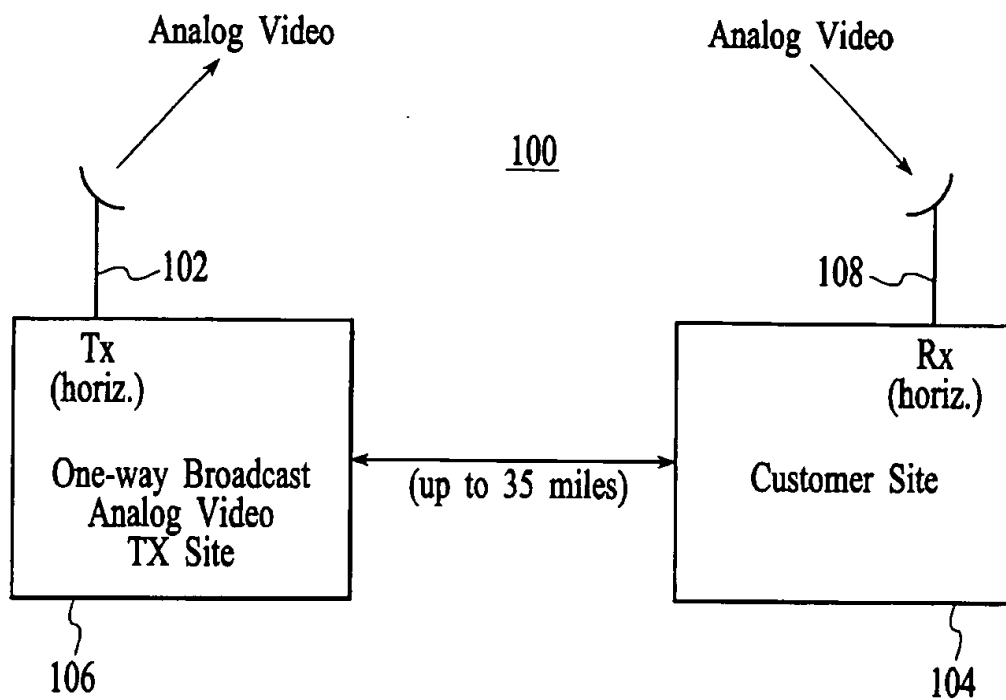 Analog Video
Analog Video
100
102
108
Tx
(horiz.)
Rx
(horiz.)
One-way Broadcast
Analog Video
TX Site
(up to 35 miles)
Customer Site
106
104